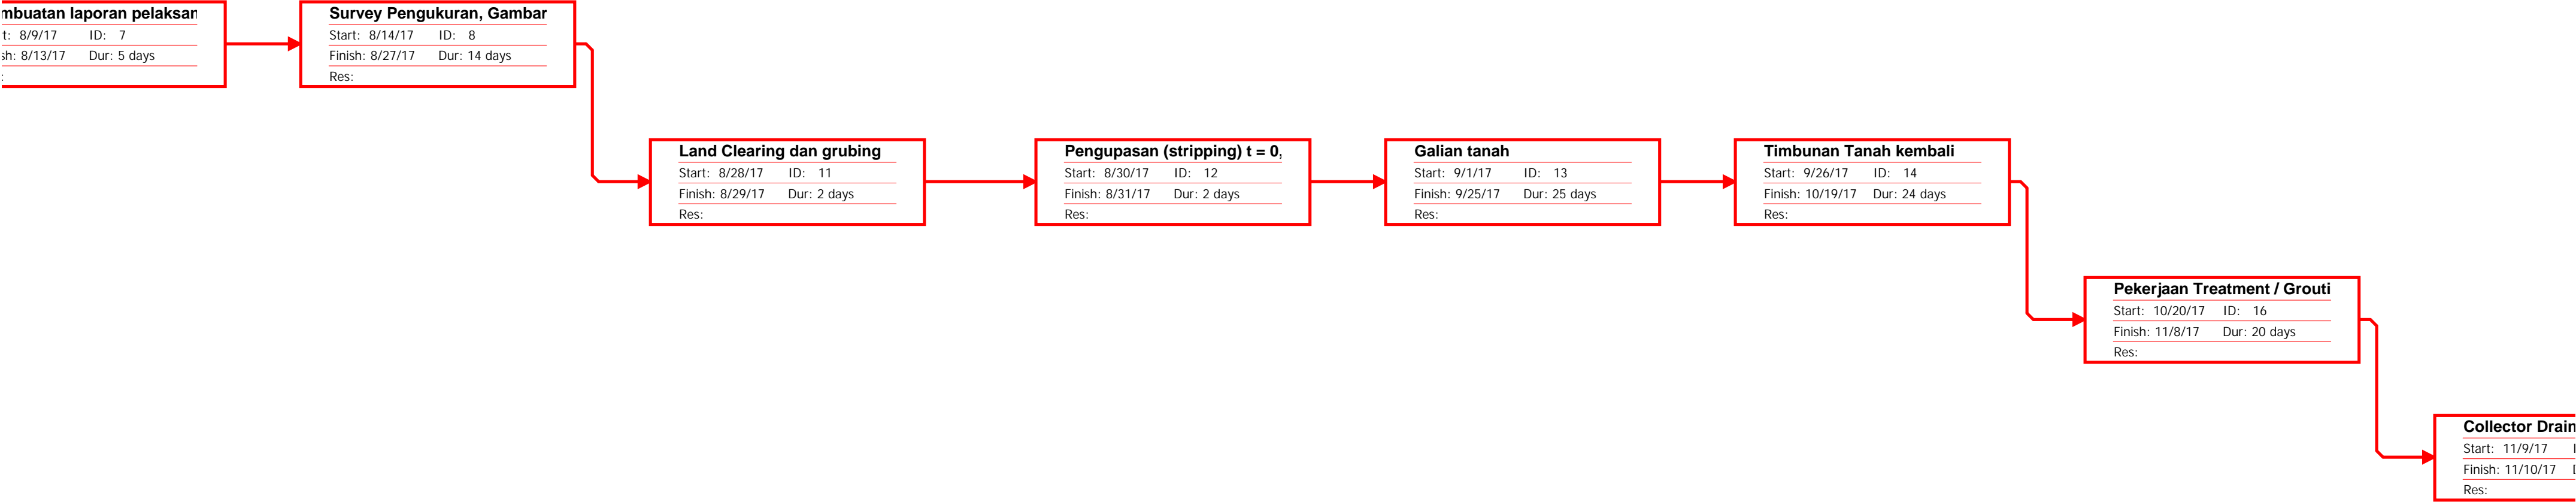 mbuatan laporan pelaksan
t: 8/9/17 ID: 7
sh: 8/13/17 Dur: 5 days
:
Survey Pengukuran, Gambar
Start: 8/14/17 ID: 8
Finish: 8/27/17 Dur: 14 days
Res:
Land Clearing dan grubing
Start: 8/28/17 ID: 11
Finish: 8/29/17 Dur: 2 days
Res:
Pengupasan (stripping) t = 0,
Start: 8/30/17 ID: 12
Finish: 8/31/17 Dur: 2 days
Res:
Galian tanah
Start: 9/1/17 ID: 13
Finish: 9/25/17 Dur: 25 days
Res:
Timbunan Tanah kembali
Start: 9/26/17 ID: 14
Finish: 10/19/17 Dur: 24 days
Res:
Pekerjaan Treatment / Grouti
Start: 10/20/17 ID: 16
Finish: 11/8/17 Dur: 20 days
Res:
Collector Drain
Start: 11/9/17
Finish: 11/10/17
Res: